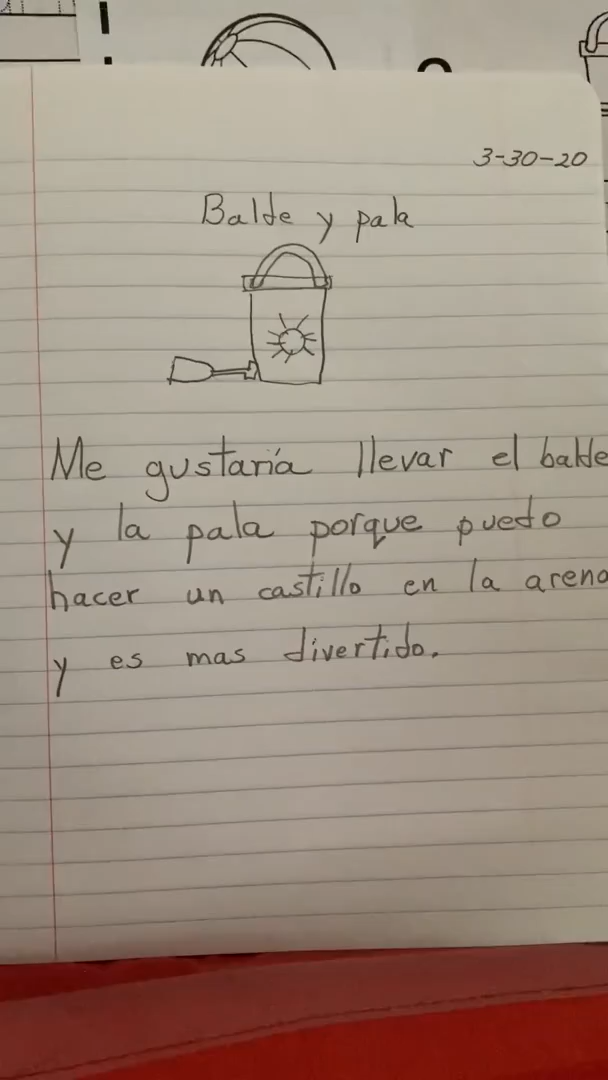 3-30-20
Balde y pala
Me gustaría llevar el balde
y la pala porque puedo
hacer un castillo en la arena
y es mas divertido.